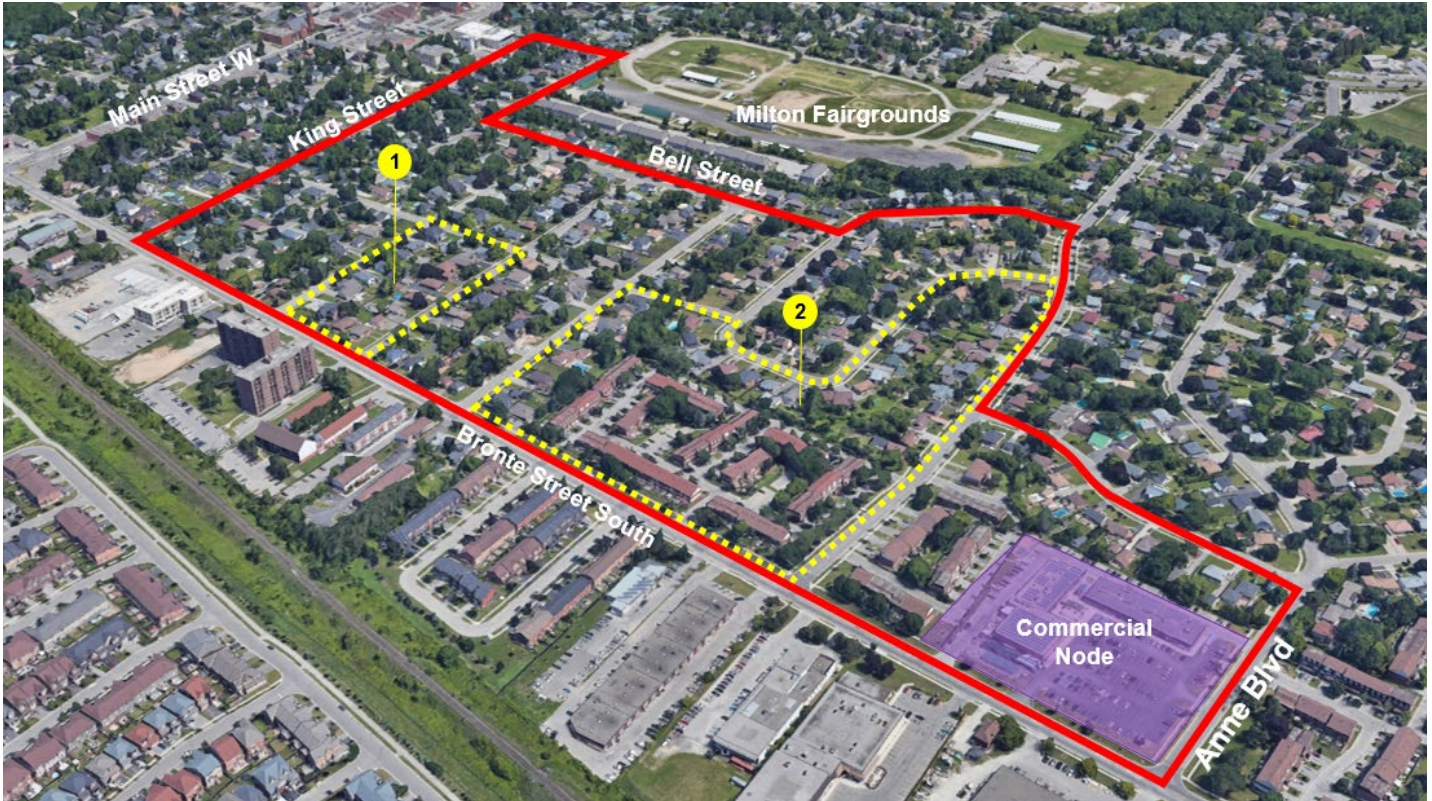 Main Street W.
King Street
Milton Fairgrounds
1
Bell Street
2
Bronte Street South
Commercial
Node
Anne Blvd